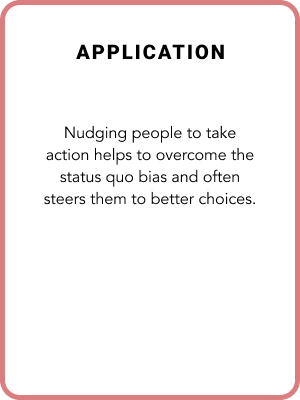 APPLICATION
Nudging people to take
action helps to overcome the
status quo bias and often
steers them to better choices.